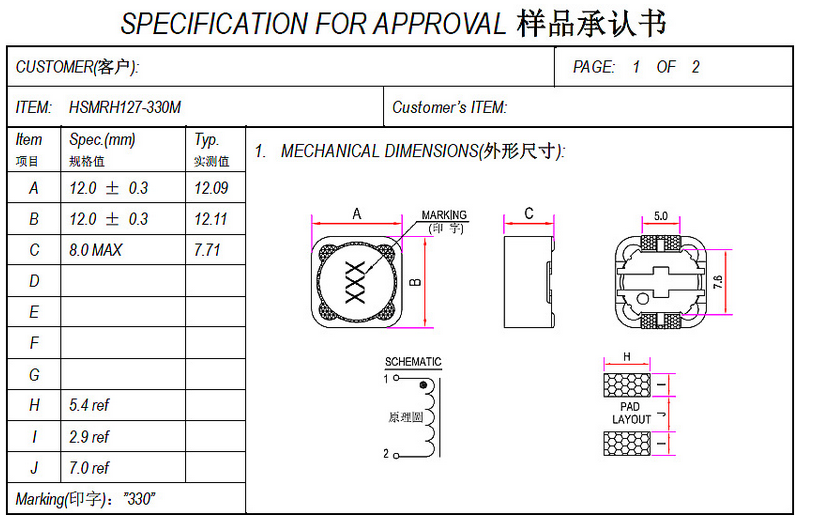 SPECIFICATION FOR APPROVAL 样品承认书
CUSTOMER(客户):
PAGE: 1 OF 2
ITEM: HSMRH127-330M
Customer's ITEM:
Item Spec.(mm) Typ.
项目 规格值 实测值
A 12.0 ± 0.3 12.09
B 12.0 ± 0.3 12.11
C 8.0 MAX 7.71
D
E
F
G
H 5.4 ref
I 2.9 ref
J 7.0 ref
Marking(印字): "330"
1. MECHANICAL DIMENSIONS(外形尺寸):
A
MARKING
(印 字)
XXX
B
C
5.0
7.6
SCHEMATIC
1
原理圆
2
H
I
PAD
LAYOUT
J
I